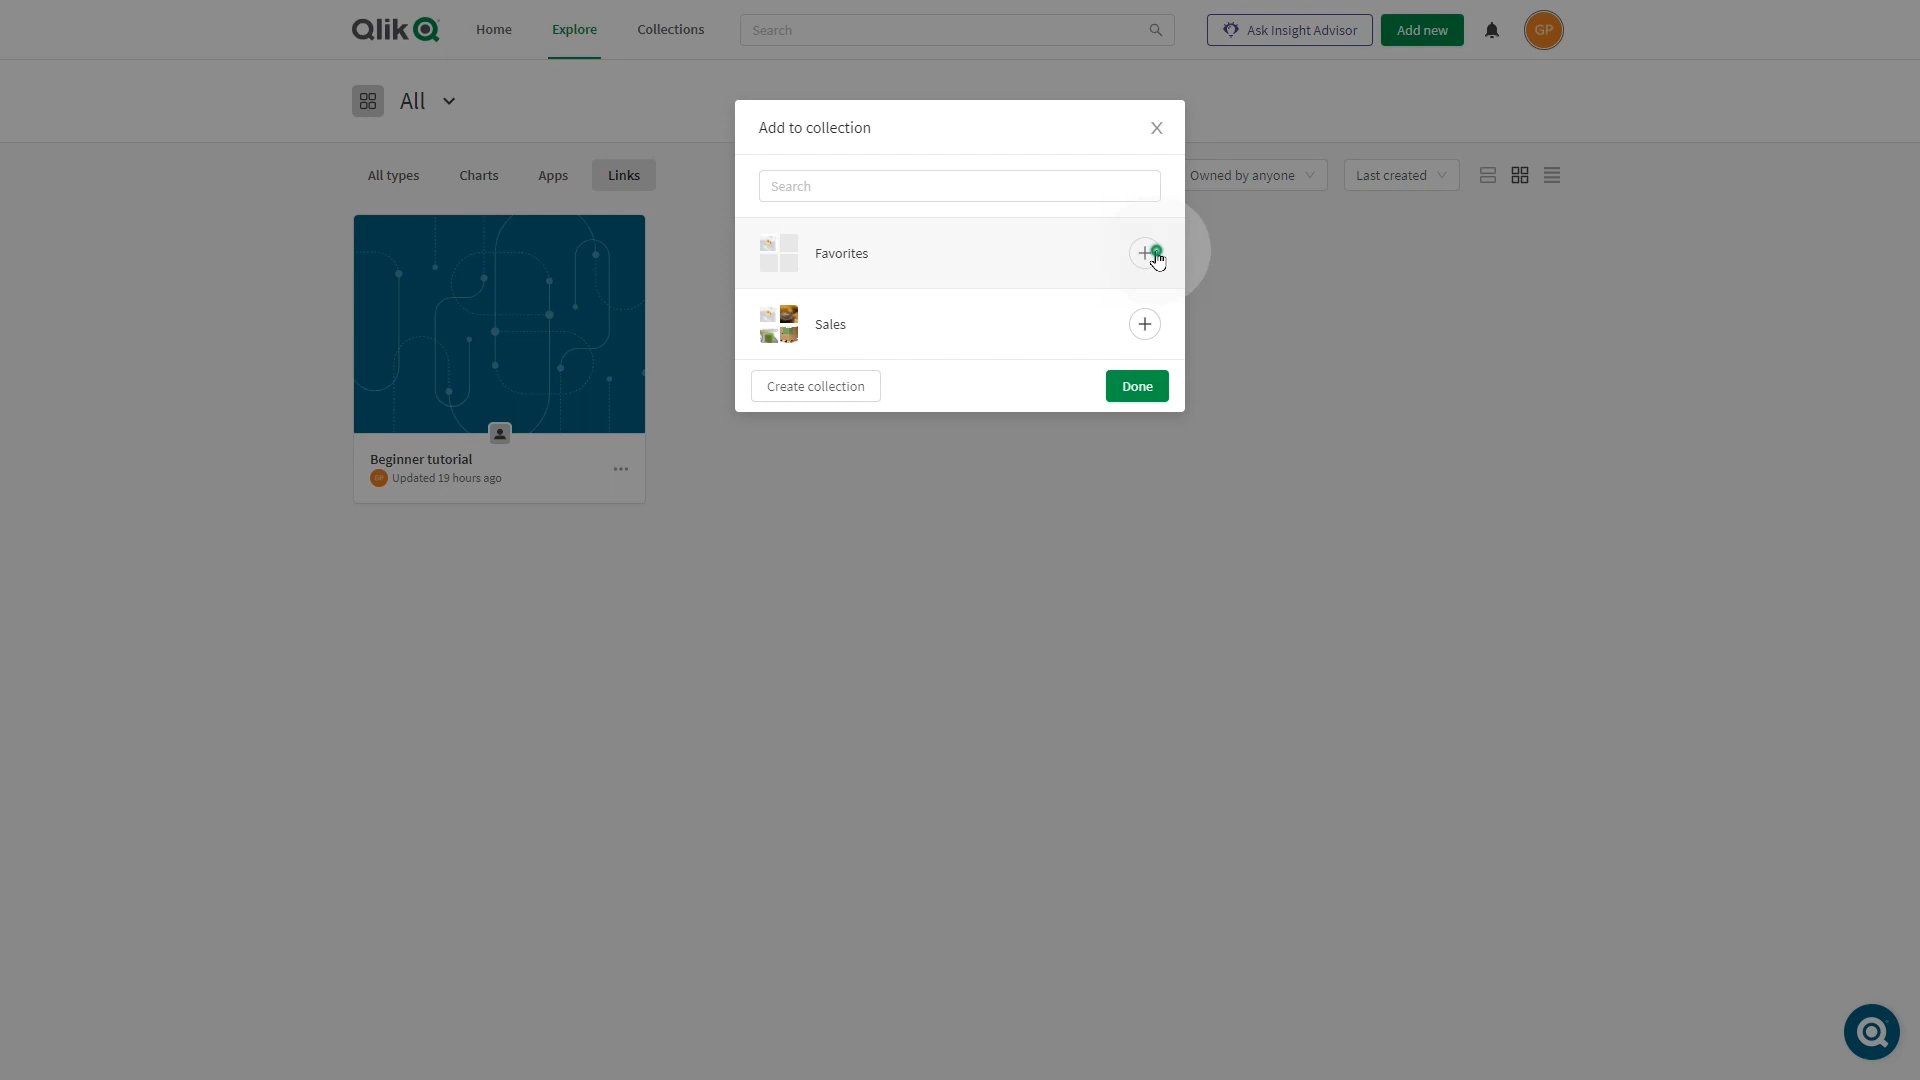 Qlik
Home
Explore
Collections
Search
Ask Insight Advisor
Add new
GP
All
Add to collection
All types
Charts
Apps
Links
Owned by anyone
Last created
Search
Favorites
Sales
Create collection
Done
Beginner tutorial
Updated 19 hours ago